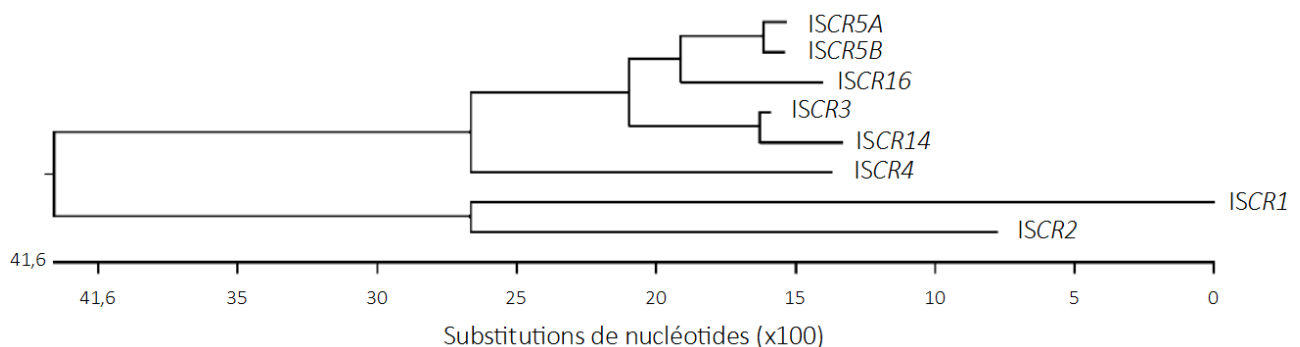 ISCR5A
ISCR5B
ISCR16
ISCR3
ISCR14
ISCR4
ISCR1
ISCR2
41,6
41,6 35 30 25 20 15 10 5 0
Substitutions de nucléotides (x100)